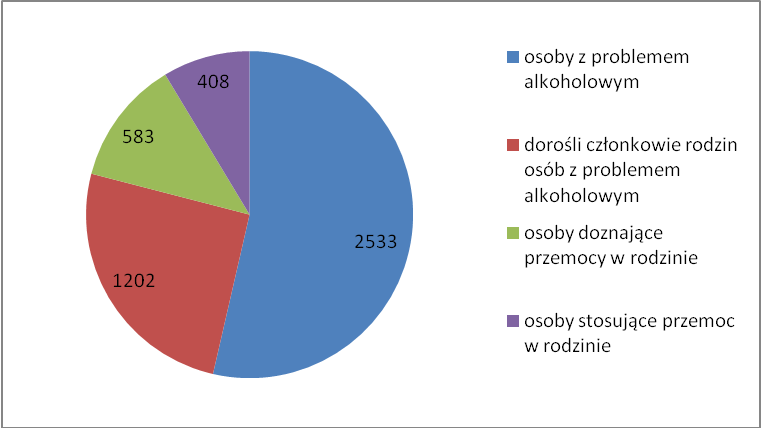 408
583
2533
1202
osoby z problemem
alkoholowym
dorośli członkowie rodzin
osób z problemem
alkoholowym
osoby doznające
przemocy w rodzinie
osoby stosujące przemoc
w rodzinie